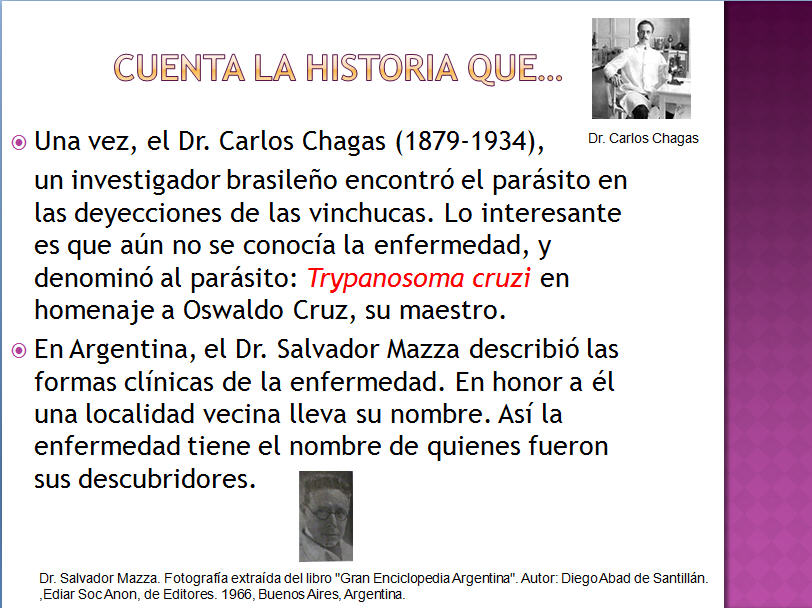 CUENTA LA HISTORIA QUE…
Dr. Carlos Chagas
Una vez, el Dr. Carlos Chagas (1879-1934),
un investigador brasileño encontró el parásito en
las deyecciones de las vinchucas. Lo interesante
es que aún no se conocía la enfermedad, y
denominó al parásito: Trypanosoma cruzi en
homenaje a Oswaldo Cruz, su maestro.
En Argentina, el Dr. Salvador Mazza describió las
formas clínicas de la enfermedad. En honor a él
una localidad vecina lleva su nombre. Así la
enfermedad tiene el nombre de quienes fueron
sus descubridores.
Dr. Salvador Mazza. Fotografía extraída del libro "Gran Enciclopedia Argentina". Autor: Diego Abad de Santillán.
,Ediar Soc Anon, de Editores. 1966, Buenos Aires, Argentina.